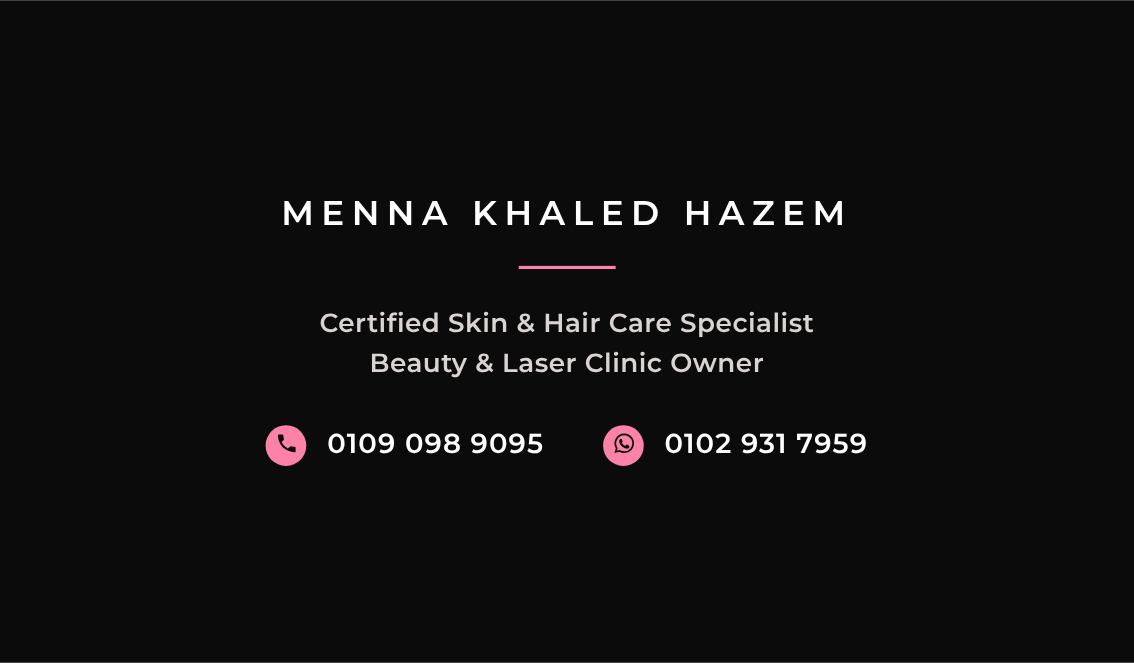 MENNA KHALED HAZEM
Certified Skin & Hair Care Specialist
Beauty & Laser Clinic Owner
0109 098 9095 0102 931 7959